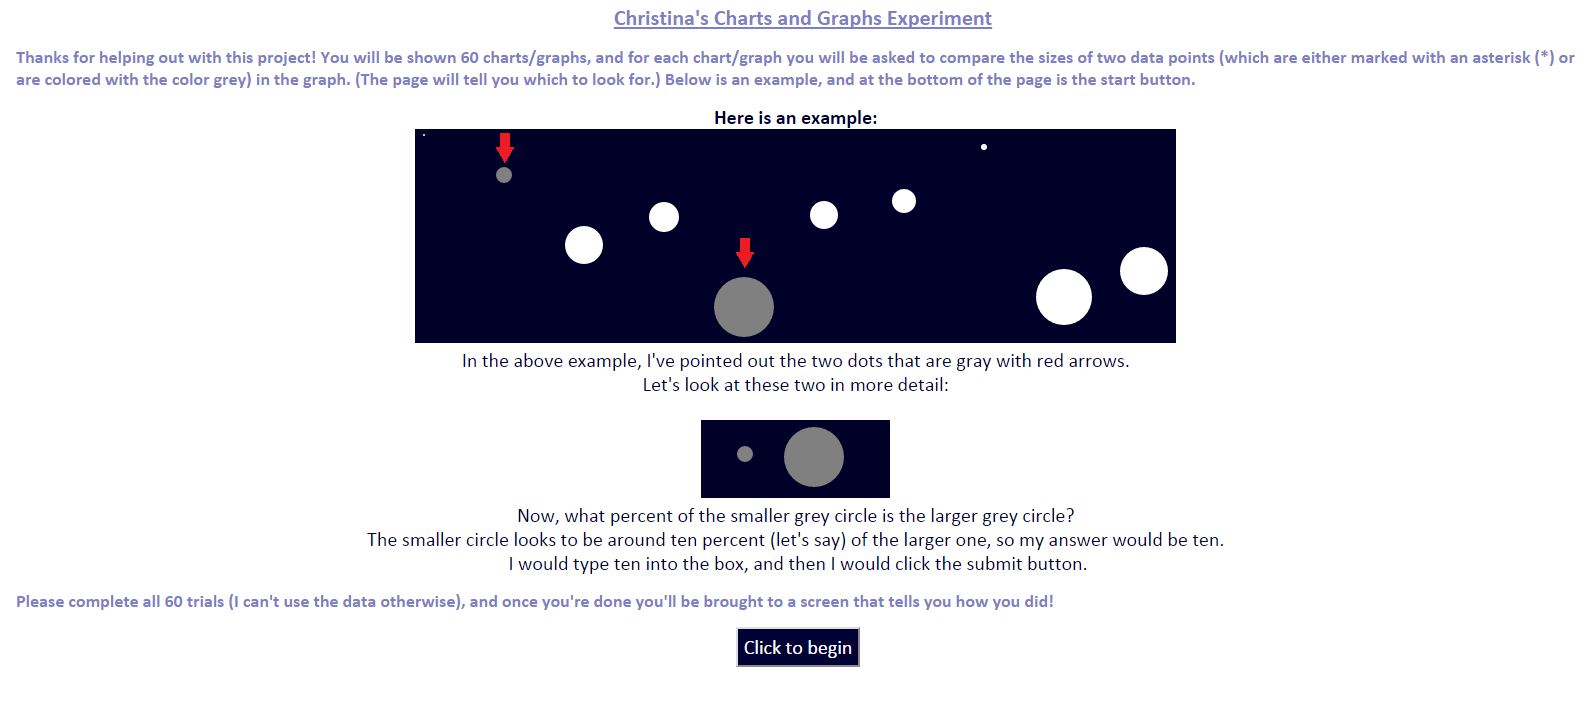 Christina's Charts and Graphs Experiment
Thanks for helping out with this project! You will be shown 60 charts/graphs, and for each chart/graph you will be asked to compare the sizes of two data points (which are either marked with an asterisk (*) or
are colored with the color grey) in the graph. (The page will tell you which to look for.) Below is an example, and at the bottom of the page is the start button.
Here is an example:
In the above example, I've pointed out the two dots that are gray with red arrows.
Let's look at these two in more detail:
Now, what percent of the smaller grey circle is the larger grey circle?
The smaller circle looks to be around ten percent (let's say) of the larger one, so my answer would be ten.
I would type ten into the box, and then I would click the submit button.
Please complete all 60 trials (I can't use the data otherwise), and once you're done you'll be brought to a screen that tells you how you did!
Click to begin